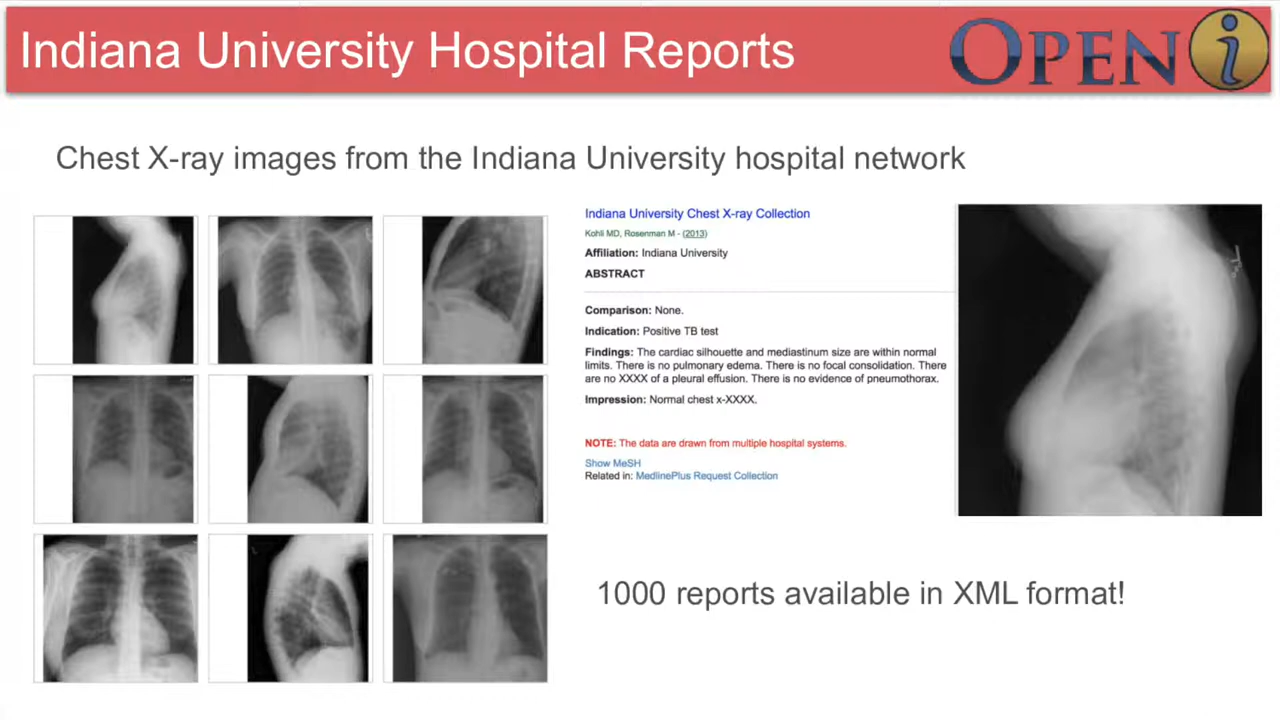 Indiana University Hospital Reports
OPEN i
Chest X-ray images from the Indiana University hospital network
Indiana University Chest X-ray Collection
Kohli MD, Rosenman M - (2013)
Affiliation: Indiana University
ABSTRACT
Comparison: None.
Indication: Positive TB test
Findings: The cardiac silhouette and mediastinum size are within normal
limits. There is no pulmonary edema. There is no focal consolidation. There
are no XXXX of a pleural effusion. There is no evidence of pneumothorax.
Impression: Normal chest x-XXXX.
NOTE: The data are drawn from multiple hospital systems.
Show MeSH
Related in: MedlinePlus Request Collection
1000 reports available in XML format!